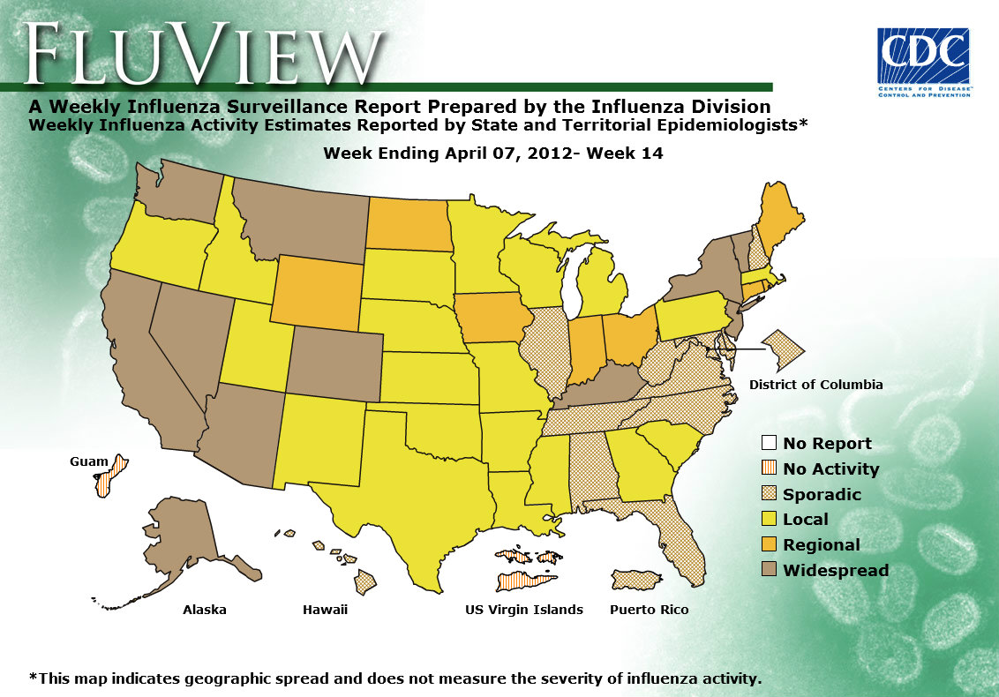 FLUVIEW
CDC
CENTERS FOR DISEASE™
CONTROL AND PREVENTION
A Weekly Influenza Surveillance Report Prepared by the Influenza Division
Weekly Influenza Activity Estimates Reported by State and Territorial Epidemiologists*
Week Ending April 07, 2012- Week 14
District of Columbia
No Report
No Activity
Sporadic
Local
Regional
Widespread
Guam
Alaska
Hawaii
US Virgin Islands
Puerto Rico
*This map indicates geographic spread and does not measure the severity of influenza activity.